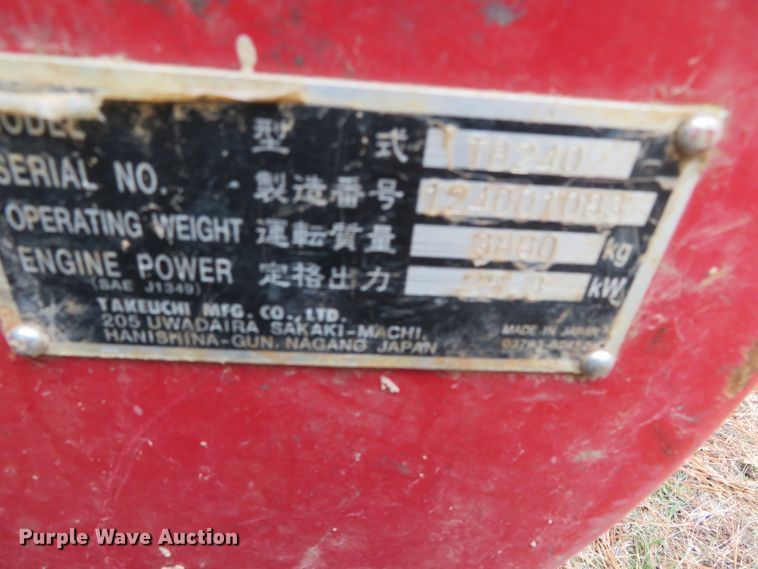 MODEL 型 式 TB240
SERIAL NO. 製造番号 124001083
OPERATING WEIGHT 運転質量 kg
ENGINE POWER 定格出力 kW
(SAE J1349)
TAKEUCHI MFG. CO., LTD.
205 UWADAIRA SAKAKI-MACHI,
HANISHINA-GUN, NAGANO JAPAN
MADE IN JAPAN
Purple Wave Auction